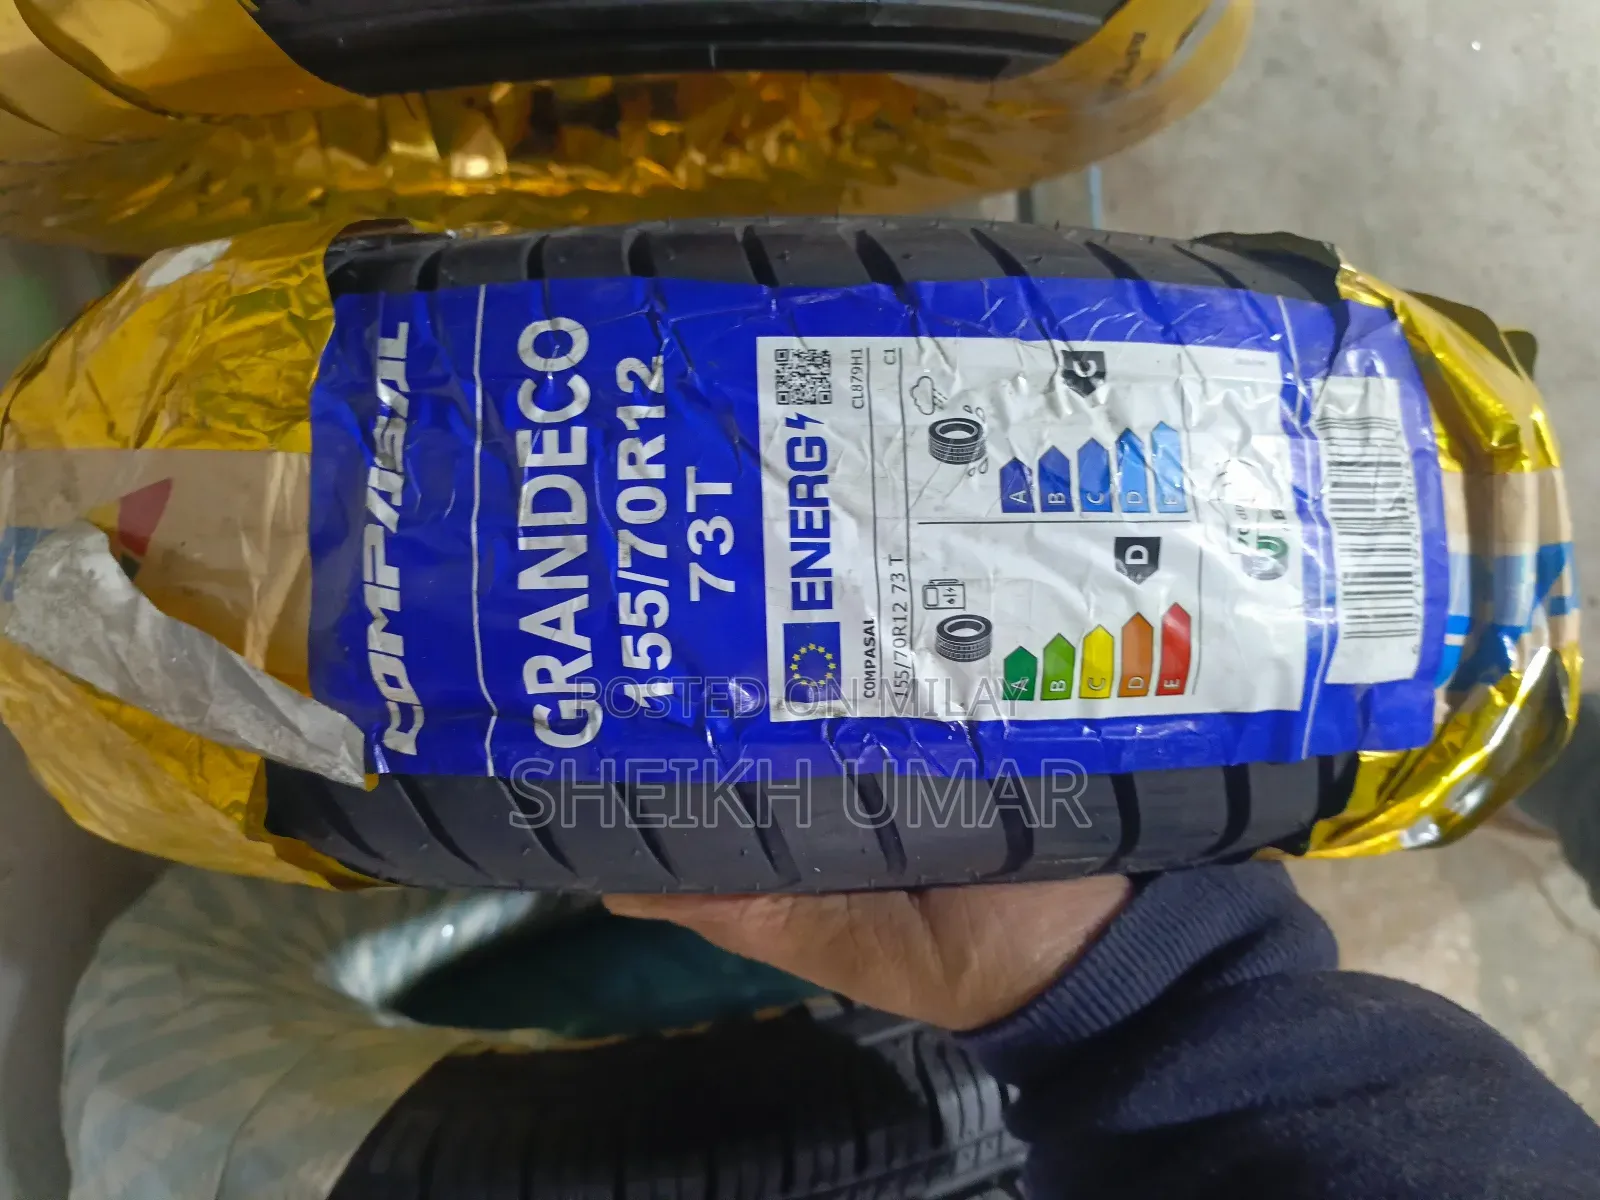 COMPASAL
GRANDECO
155/70R12
73T
ENERG
COMPASAL
CL879H1
155/70R12 73 T
C1
A
B
C
D
E
C
A
B
C
D
E
D
POSTED ON MILAY
SHEIKH UMAR